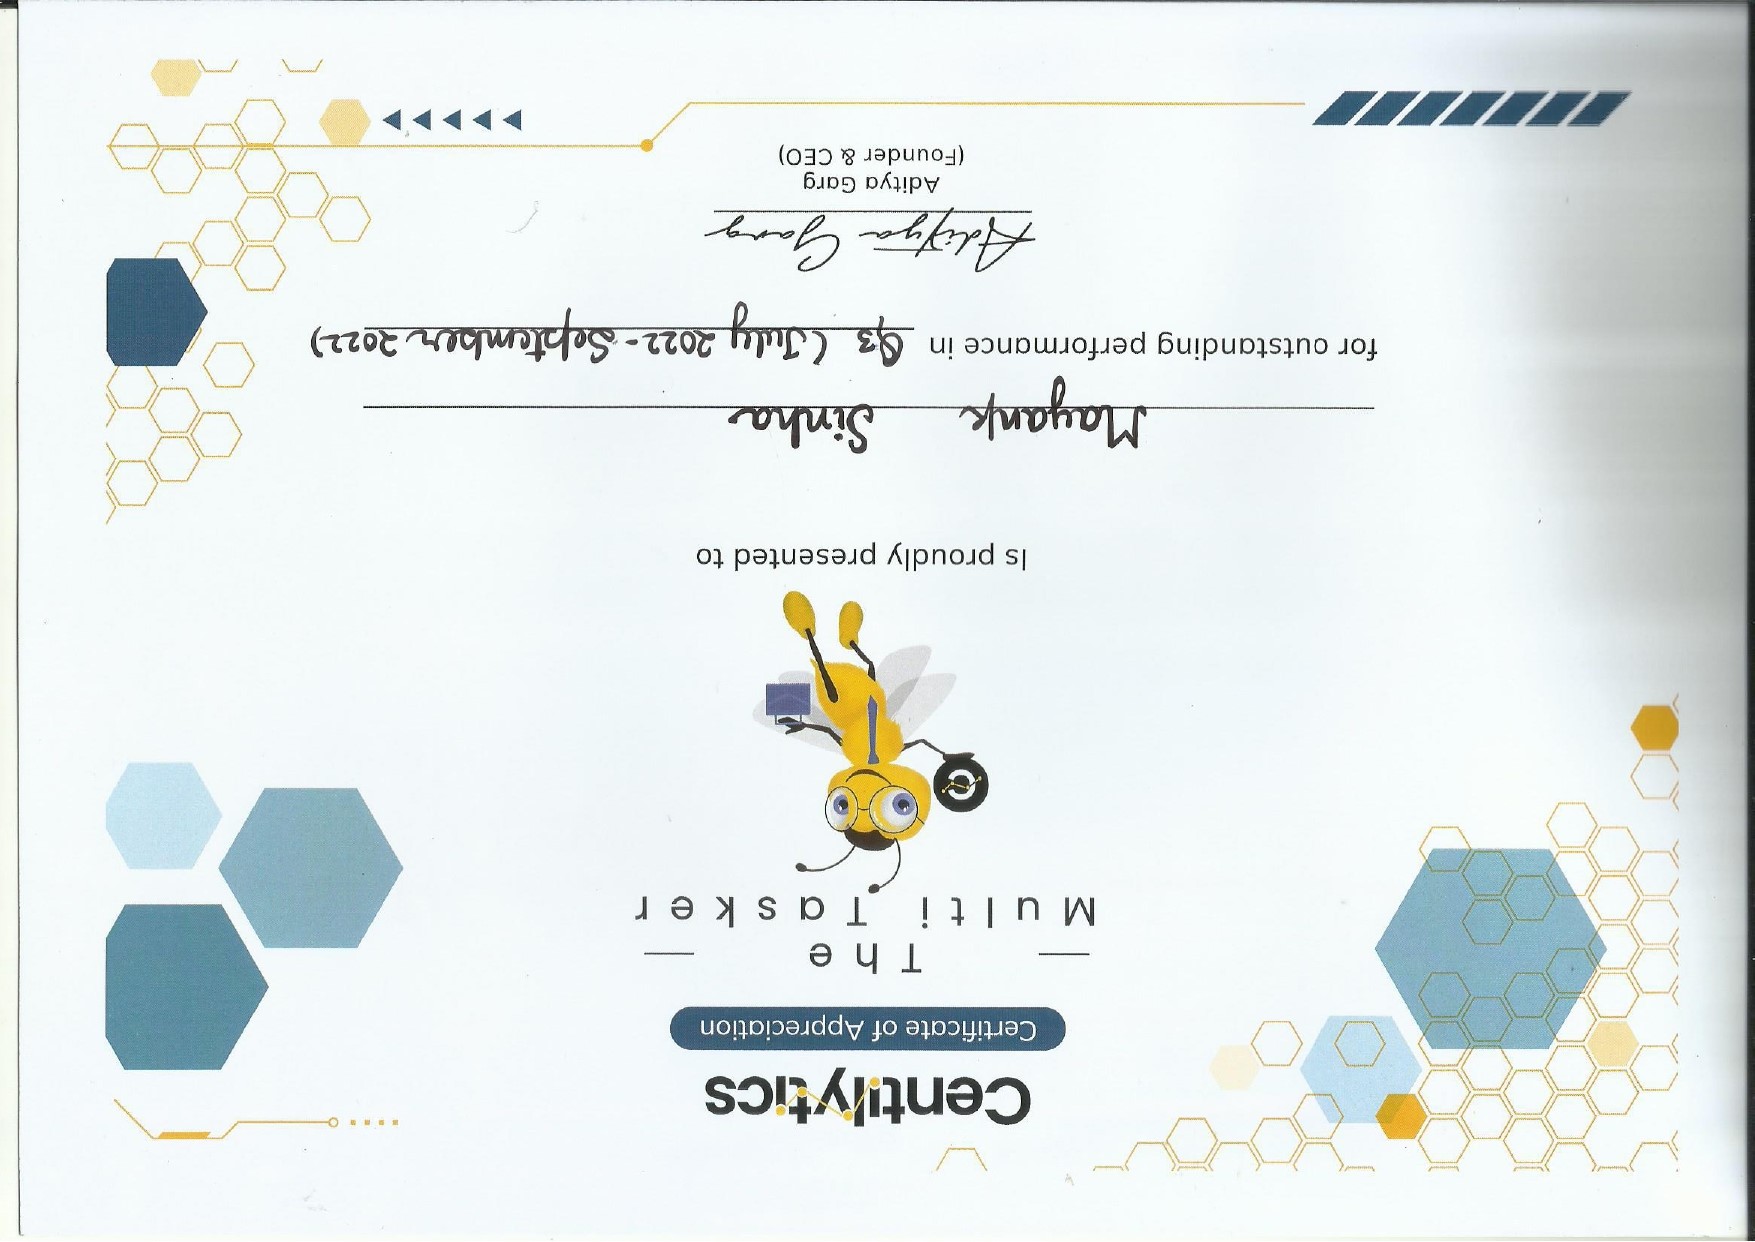 Centilytics
Certificate of Appreciation
The
Multi Tasker
Is proudly presented to
Mayank Sinha
for outstanding performance in Q3 (July 2022-September 2022)
Aditya Garg
Aditya Garg
(Founder & CEO)